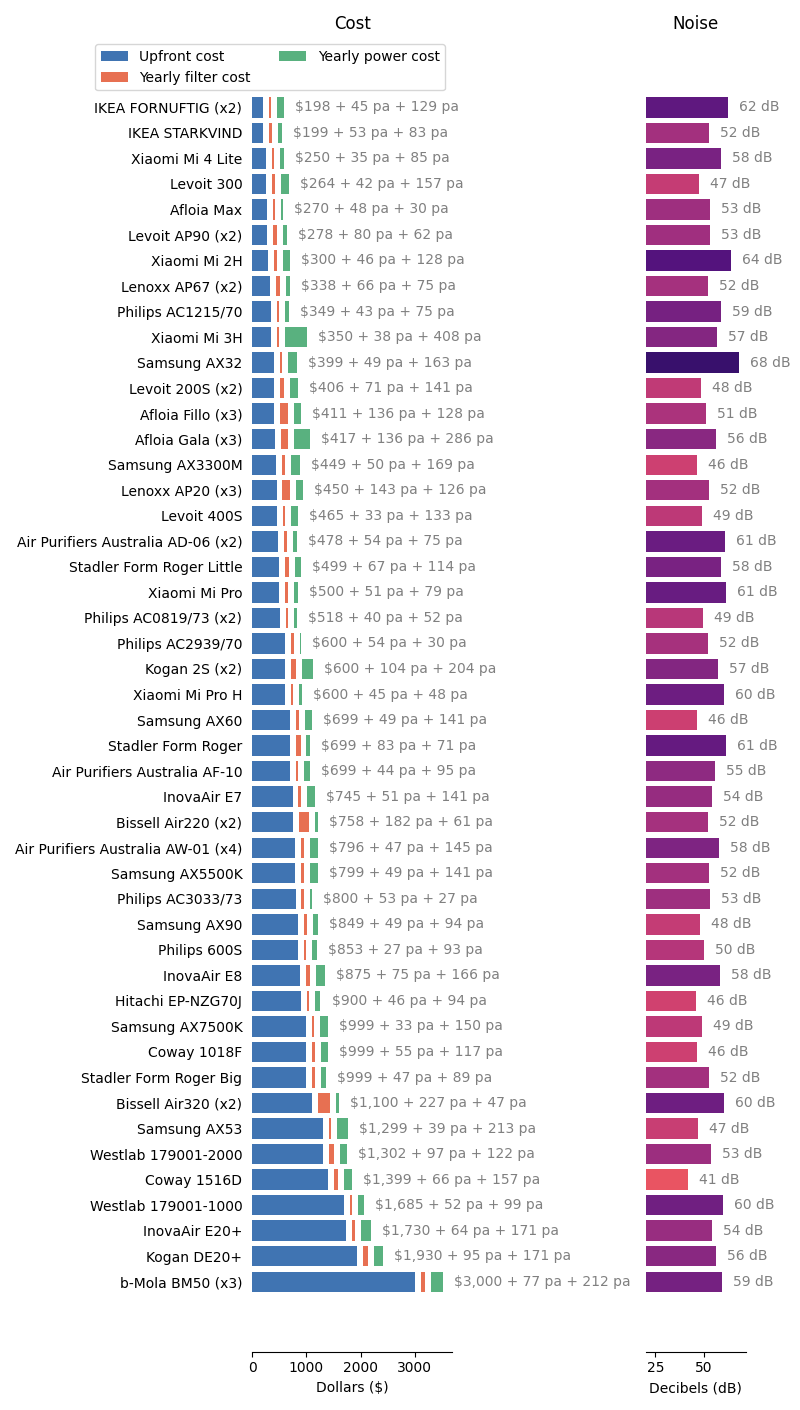 Cost Noise
Upfront cost Yearly power cost
Yearly filter cost
IKEA FORNUFTIG (x2) $198 + 45 pa + 129 pa 62 dB
IKEA STARKVIND $199 + 53 pa + 83 pa 52 dB
Xiaomi Mi 4 Lite $250 + 35 pa + 85 pa 58 dB
Levoit 300 $264 + 42 pa + 157 pa 47 dB
Afloia Max $270 + 48 pa + 30 pa 53 dB
Levoit AP90 (x2) $278 + 80 pa + 62 pa 53 dB
Xiaomi Mi 2H $300 + 46 pa + 128 pa 64 dB
Lenoxx AP67 (x2) $338 + 66 pa + 75 pa 52 dB
Philips AC1215/70 $349 + 43 pa + 75 pa 59 dB
Xiaomi Mi 3H $350 + 38 pa + 408 pa 57 dB
Samsung AX32 $399 + 49 pa + 163 pa 68 dB
Levoit 200S (x2) $406 + 71 pa + 141 pa 48 dB
Afloia Fillo (x3) $411 + 136 pa + 128 pa 51 dB
Afloia Gala (x3) $417 + 136 pa + 286 pa 56 dB
Samsung AX3300M $449 + 50 pa + 169 pa 46 dB
Lenoxx AP20 (x3) $450 + 143 pa + 126 pa 52 dB
Levoit 400S $465 + 33 pa + 133 pa 49 dB
Air Purifiers Australia AD-06 (x2) $478 + 54 pa + 75 pa 61 dB
Stadler Form Roger Little $499 + 67 pa + 114 pa 58 dB
Xiaomi Mi Pro $500 + 51 pa + 79 pa 61 dB
Philips AC0819/73 (x2) $518 + 40 pa + 52 pa 49 dB
Philips AC2939/70 $600 + 54 pa + 30 pa 52 dB
Kogan 2S (x2) $600 + 104 pa + 204 pa 57 dB
Xiaomi Mi Pro H $600 + 45 pa + 48 pa 60 dB
Samsung AX60 $699 + 49 pa + 141 pa 46 dB
Stadler Form Roger $699 + 83 pa + 71 pa 61 dB
Air Purifiers Australia AF-10 $699 + 44 pa + 95 pa 55 dB
InovaAir E7 $745 + 51 pa + 141 pa 54 dB
Bissell Air220 (x2) $758 + 182 pa + 61 pa 52 dB
Air Purifiers Australia AW-01 (x4) $796 + 47 pa + 145 pa 58 dB
Samsung AX5500K $799 + 49 pa + 141 pa 52 dB
Philips AC3033/73 $800 + 53 pa + 27 pa 53 dB
Samsung AX90 $849 + 49 pa + 94 pa 48 dB
Philips 600S $853 + 27 pa + 93 pa 50 dB
InovaAir E8 $875 + 75 pa + 166 pa 58 dB
Hitachi EP-NZG70J $900 + 46 pa + 94 pa 46 dB
Samsung AX7500K $999 + 33 pa + 150 pa 49 dB
Coway 1018F $999 + 55 pa + 117 pa 46 dB
Stadler Form Roger Big $999 + 47 pa + 89 pa 52 dB
Bissell Air320 (x2) $1,100 + 227 pa + 47 pa 60 dB
Samsung AX53 $1,299 + 39 pa + 213 pa 47 dB
Westlab 179001-2000 $1,302 + 97 pa + 122 pa 53 dB
Coway 1516D $1,399 + 66 pa + 157 pa 41 dB
Westlab 179001-1000 $1,685 + 52 pa + 99 pa 60 dB
InovaAir E20+ $1,730 + 64 pa + 171 pa 54 dB
Kogan DE20+ $1,930 + 95 pa + 171 pa 56 dB
b-Mola BM50 (x3) $3,000 + 77 pa + 212 pa 59 dB
0 1000 2000 3000 25 50
Dollars ($) Decibels (dB)